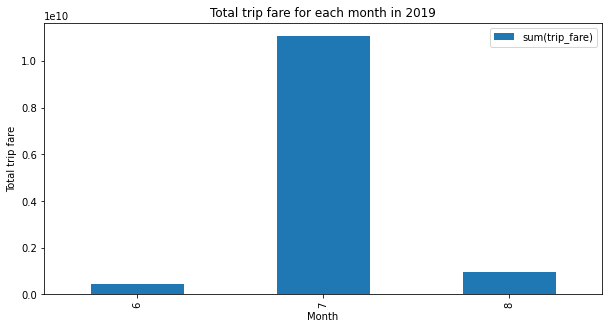 Total trip fare for each month in 2019
1e10
sum(trip_fare)
Total trip fare
1.0
0.8
0.6
0.4
0.2
0.0
6
7
8
Month